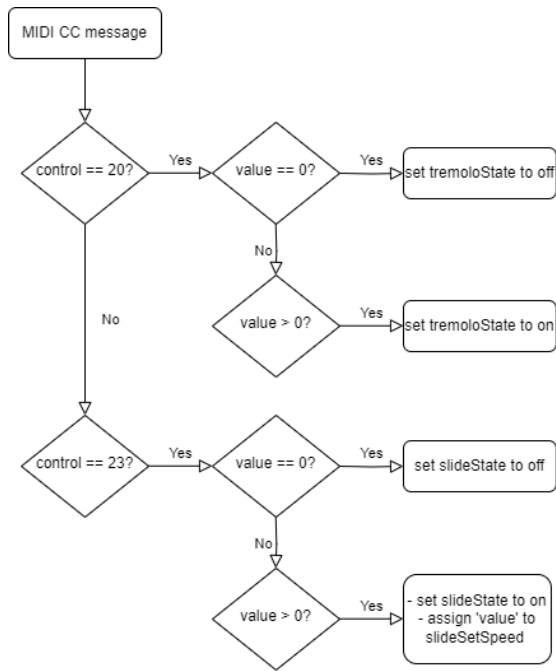 MIDI CC message
control == 20?
Yes
value == 0?
Yes
set tremoloState to off
No
value > 0?
Yes
set tremoloState to on
No
control == 23?
Yes
value == 0?
Yes
set slideState to off
No
value > 0?
Yes
- set slideState to on
- assign 'value' to
slideSetSpeed